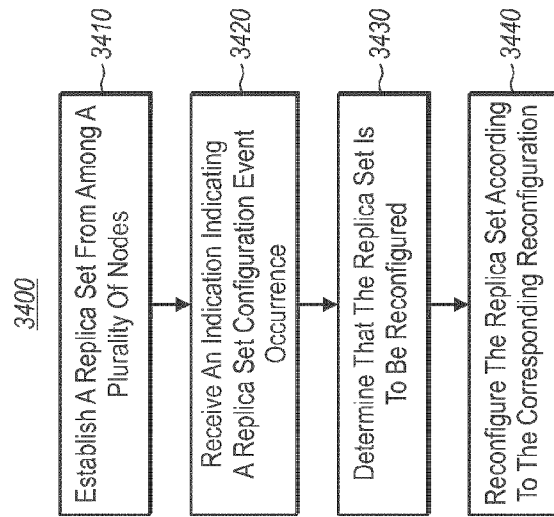 3400
Establish A Replica Set From Among A
Plurality Of Nodes
3410
Receive An Indication Indicating
A Replica Set Configuration Event
Occurrence
3420
Determine That The Replica Set Is
To Be Reconfigured
3430
Reconfigure The Replica Set According
To The Corresponding Reconfiguration
3440